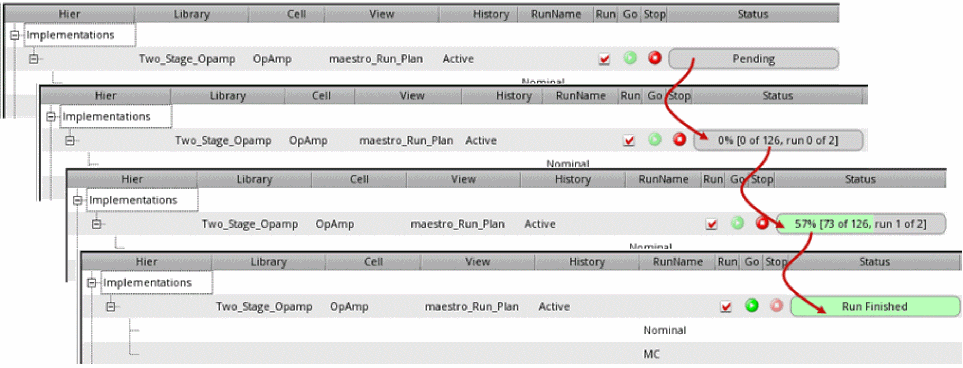 Hier Library Cell View History RunName Run Go Stop Status
Implementations
Two_Stage_Opamp OpAmp maestro_Run_Plan Active Pending
Nominal
Hier Library Cell View History RunName Run Go Stop Status
Implementations
Two_Stage_Opamp OpAmp maestro_Run_Plan Active 0% [0 of 126, run 0 of 2]
Nominal
Hier Library Cell View History RunName Run Go Stop Status
Implementations
Two_Stage_Opamp OpAmp maestro_Run_Plan Active 57% [73 of 126, run 1 of 2]
Nominal
Hier Library Cell View History RunName Run Go Stop Status
Implementations
Two_Stage_Opamp OpAmp maestro_Run_Plan Active Run Finished
Nominal
MC